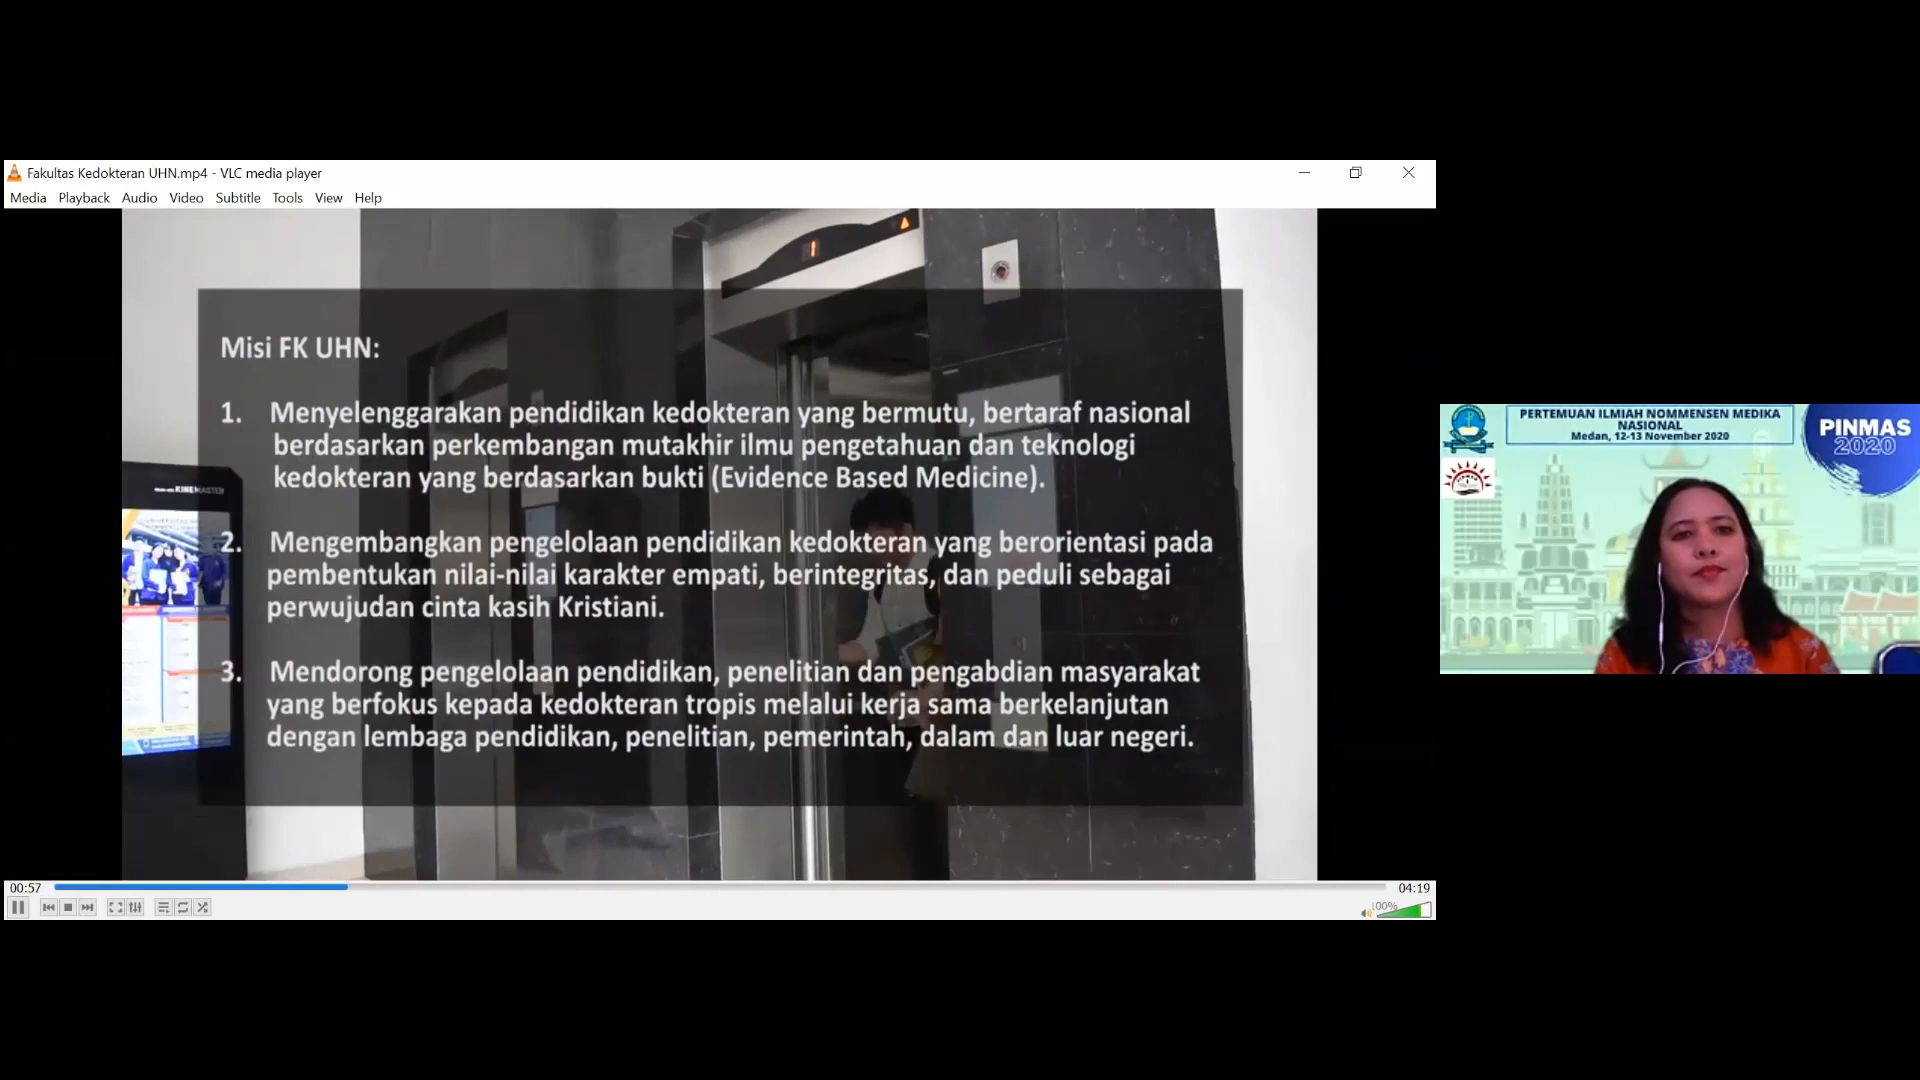 Fakultas Kedokteran UHN.mp4 - VLC media player
Media Playback Audio Video Subtitle Tools View Help
1
Misi FK UHN:
1. Menyelenggarakan pendidikan kedokteran yang bermutu, bertaraf nasional
berdasarkan perkembangan mutakhir ilmu pengetahuan dan teknologi
kedokteran yang berdasarkan bukti (Evidence Based Medicine).
2. Mengembangkan pengelolaan pendidikan kedokteran yang berorientasi pada
pembentukan nilai-nilai karakter empati, berintegritas, dan peduli sebagai
perwujudan cinta kasih Kristiani.
3. Mendorong pengelolaan pendidikan, penelitian dan pengabdian masyarakat
yang berfokus kepada kedokteran tropis melalui kerja sama berkelanjutan
dengan lembaga pendidikan, penelitian, pemerintah, dalam dan luar negeri.
KINEMASTER
00:57
04:19
100%
PERTEMUAN ILMIAH NOMMENSEN MEDIKA
NASIONAL
Medan, 12-13 November 2020
PINMAS
2020